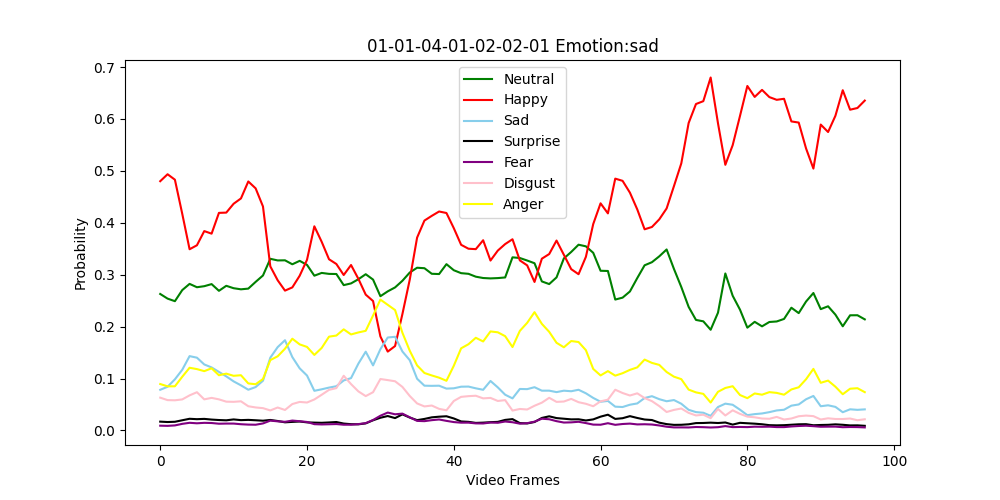 01-01-04-01-02-02-01 Emotion:sad
0.7
0.6
0.5
0.4
0.3
0.2
0.1
0.0
Probability
Neutral
Happy
Sad
Surprise
Fear
Disgust
Anger
0 20 40 60 80 100
Video Frames